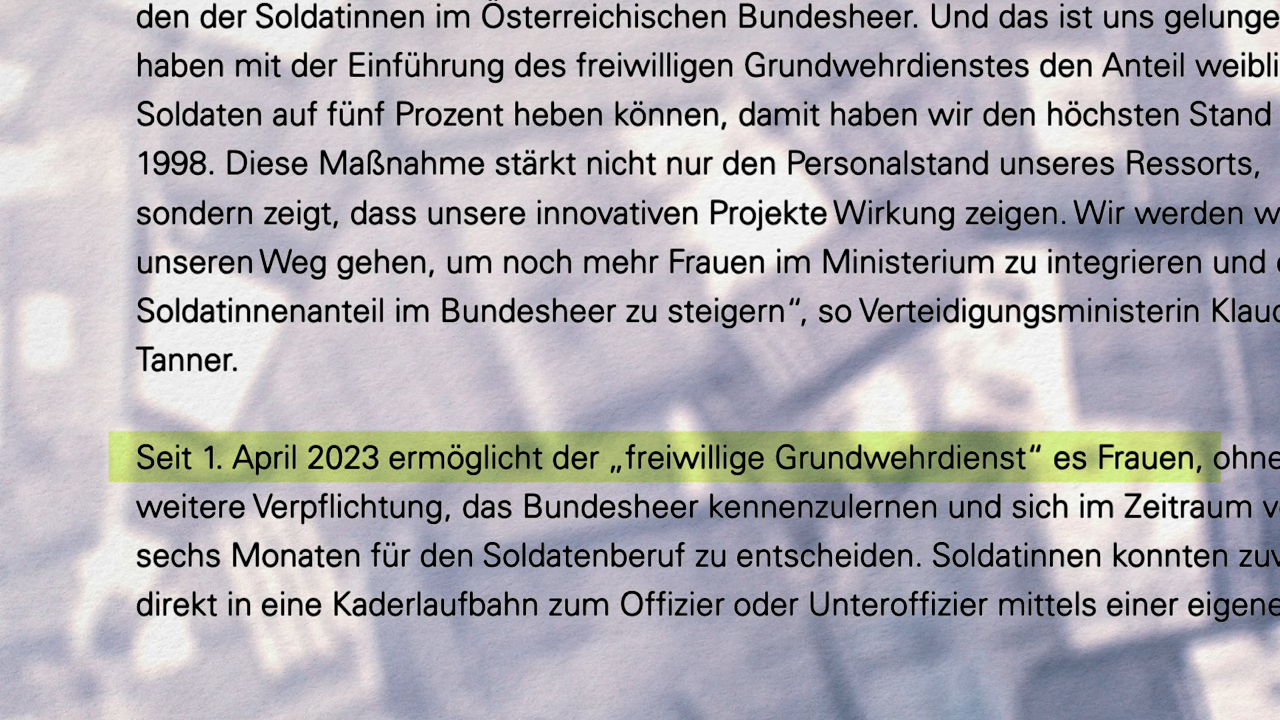 den der Soldatinnen im Österreichischen Bundesheer. Und das ist uns
haben mit der Einführung des freiwilligen Grundwehrdienstes den Anteil
Soldaten auf fünf Prozent heben können, damit haben wir den höchsten Stand
1998. Diese Maßnahme stärkt nicht nur den Personalstand unseres Ressorts,
sondern zeigt, dass unsere innovativen Projekte Wirkung zeigen. Wir werden
unseren Weg gehen, um noch mehr Frauen im Ministerium zu integrieren und
Soldatinnenanteil im Bundesheer zu steigern“, so Verteidigungsministerin
Tanner.
Seit 1. April 2023 ermöglicht der „freiwillige Grundwehrdienst“ es Frauen, ohne
weitere Verpflichtung, das Bundesheer kennenzulernen und sich im Zeitraum
sechs Monaten für den Soldatenberuf zu entscheiden. Soldatinnen konnten
direkt in eine Kaderlaufbahn zum Offizier oder Unteroffizier mittels einer